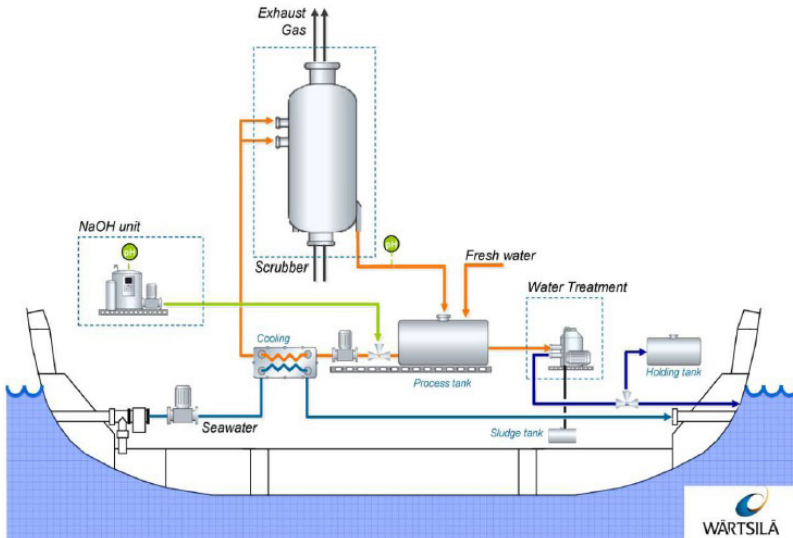 Exhaust
Gas
NaOH unit
pH
pH
Scrubber
Fresh water
Water Treatment
Cooling
Process tank
Holding tank
Seawater
Sludge tank
WÄRTSILÄ